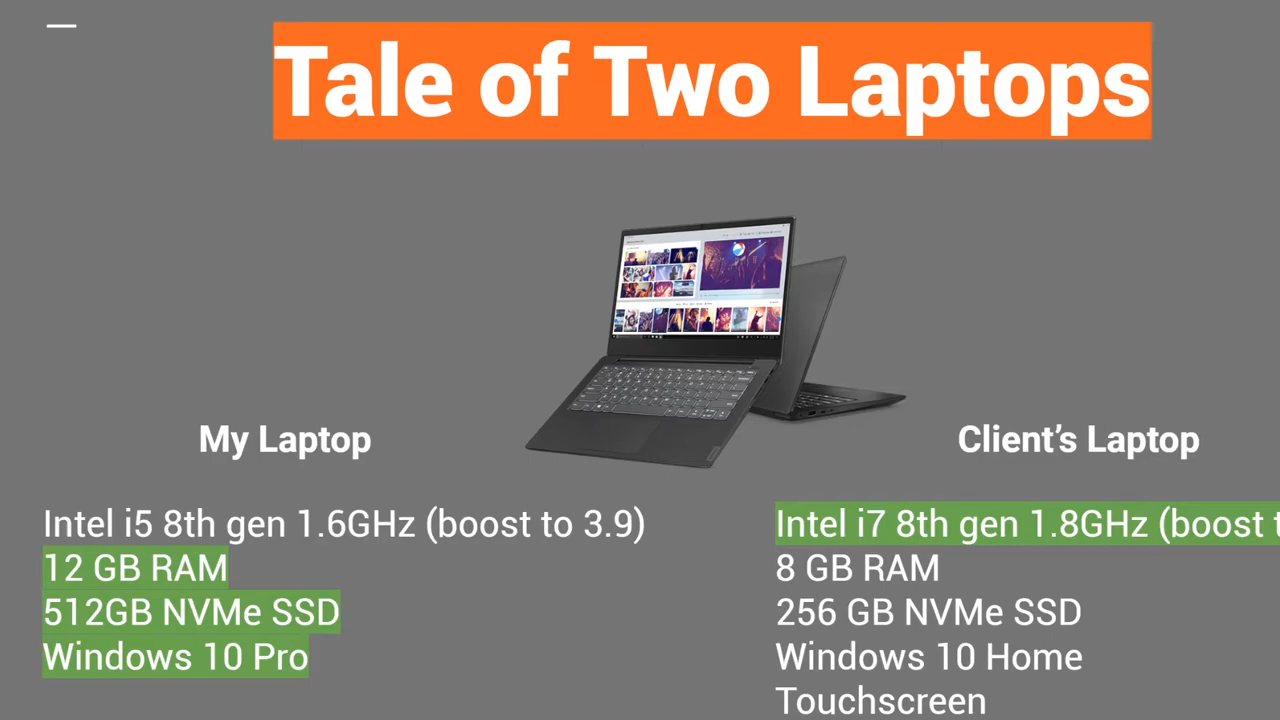 Tale of Two Laptops
My Laptop
Intel i5 8th gen 1.6GHz (boost to 3.9)
12 GB RAM
512GB NVMe SSD
Windows 10 Pro
Client's Laptop
Intel i7 8th gen 1.8GHz (boost
8 GB RAM
256 GB NVMe SSD
Windows 10 Home
Touchscreen